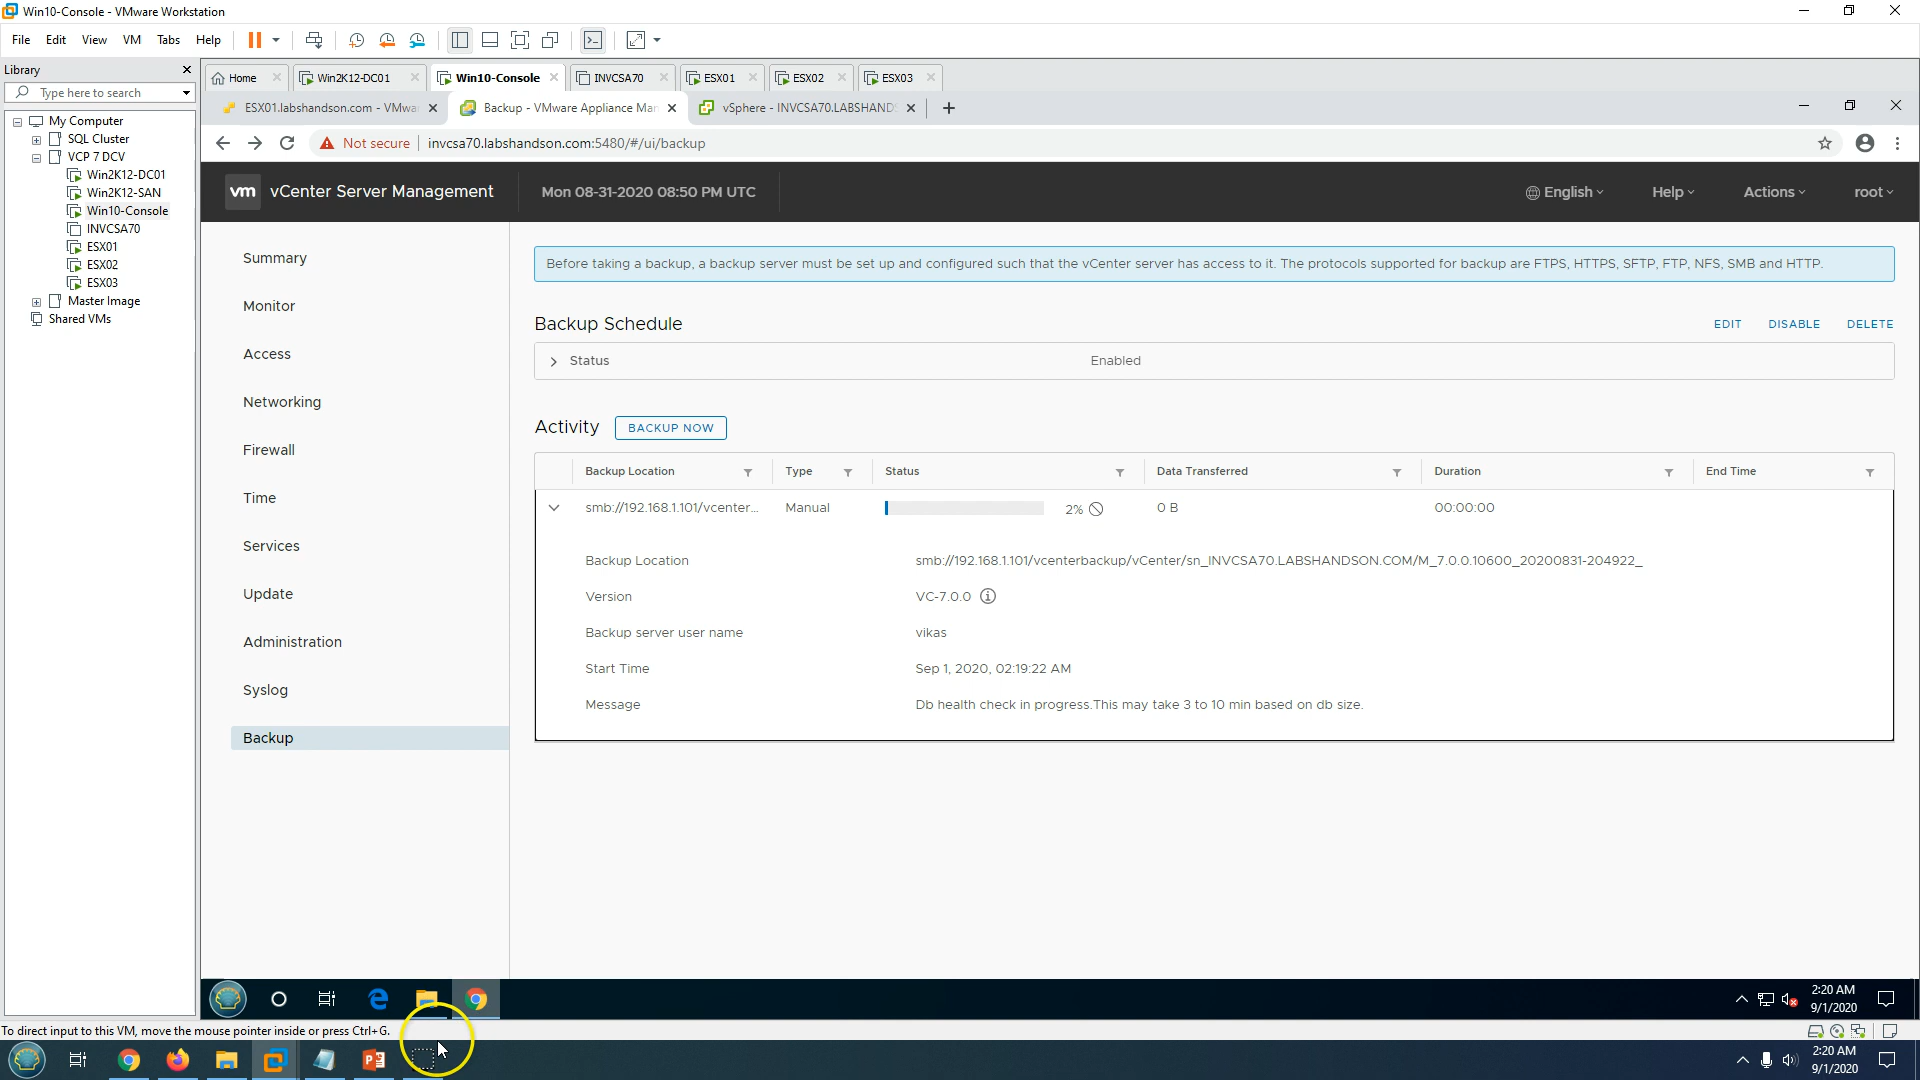 Win10-Console - VMware Workstation
File Edit View VM Tabs Help
Library
Type here to search
My Computer
SQL Cluster
VCP 7 DCV
Win2K12-DC01
Win2K12-SAN
Win10-Console
INVCSA70
ESX01
ESX02
ESX03
Master Image
Shared VMs
Home Win2K12-DC01 Win10-Console INVCSA70 ESX01 ESX02 ESX03
ESX01.labshandson.com - VMwa Backup - VMware Appliance Ma vSphere - INVCSA70.LABSHAND
Not secure invcsa70.labshandson.com:5480/#/ui/backup
vm vCenter Server Management Mon 08-31-2020 08:50 PM UTC English Help Actions root
Summary
Monitor
Access
Networking
Firewall
Time
Services
Update
Administration
Syslog
Backup
Before taking a backup, a backup server must be set up and configured such that the vCenter server has access to it. The protocols supported for backup are FTPS, HTTPS, SFTP, FTP, NFS, SMB and HTTP.
Backup Schedule EDIT DISABLE DELETE
Status Enabled
Activity BACKUP NOW
Backup Location Type Status Data Transferred Duration End Time
smb://192.168.1.101/vcenter... Manual 2% 0 B 00:00:00
Backup Location smb://192.168.1.101/vcenterbackup/vCenter/sn_INVCSA70.LABSHANDSON.COM/M_7.0.0.10600_20200831-204922_
Version VC-7.0.0
Backup server user name vikas
Start Time Sep 1, 2020, 02:19:22 AM
Message Db health check in progress.This may take 3 to 10 min based on db size.
2:20 AM
9/1/2020
To direct input to this VM, move the mouse pointer inside or press Ctrl+G.
2:20 AM
9/1/2020